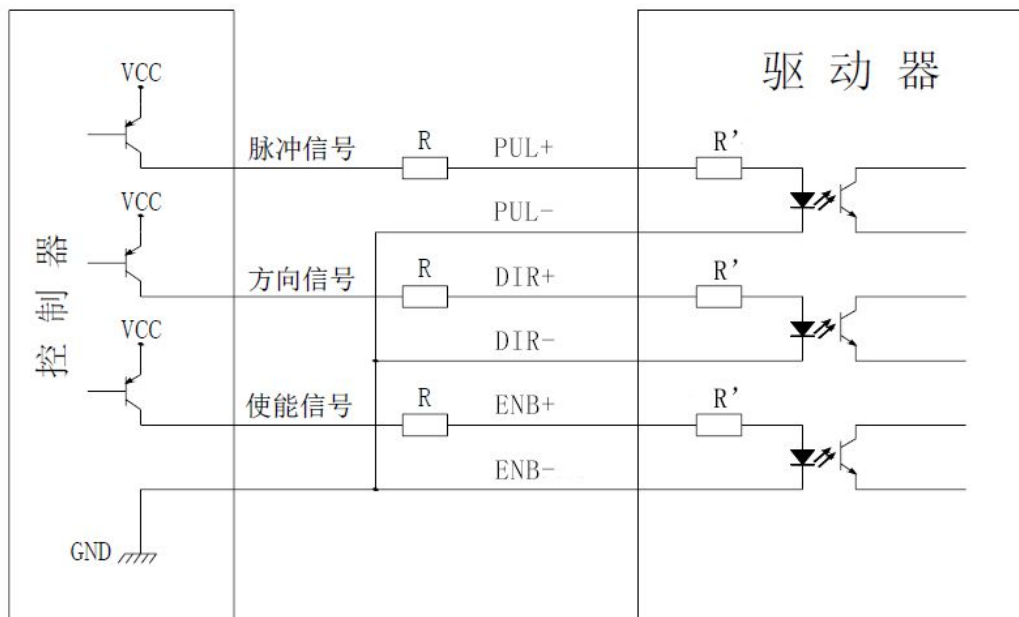 驱动器
VCC
脉冲信号
R
PUL+
R'
PUL-
VCC
控制器
方向信号
R
DIR+
R'
DIR-
VCC
使能信号
R
ENB+
R'
ENB-
GND